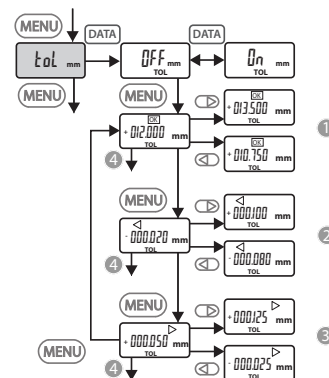 MENU
DATA DATA
toL mm OFF mm TOL On mm TOL
MENU MENU
OK + 013.500 mm TOL
OK + 012.000 mm TOL
1
OK + 010.750 mm TOL
4
MENU
+ 000.100 mm TOL
- 000.020 mm TOL
2
- 000.080 mm TOL
4
MENU
+ 000.125 mm TOL
+ 000.050 mm TOL
3
MENU
- 000.025 mm TOL
4